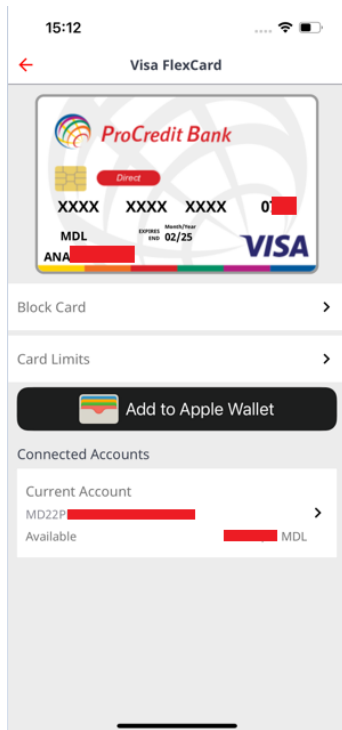 15:12
Visa FlexCard
ProCredit Bank
Direct
XXXX XXXX XXXX 0
MDL
EXPIRES END
Month/Year
02/25
VISA
ANA
Block Card
Card Limits
Add to Apple Wallet
Connected Accounts
Current Account
MD22P
Available MDL